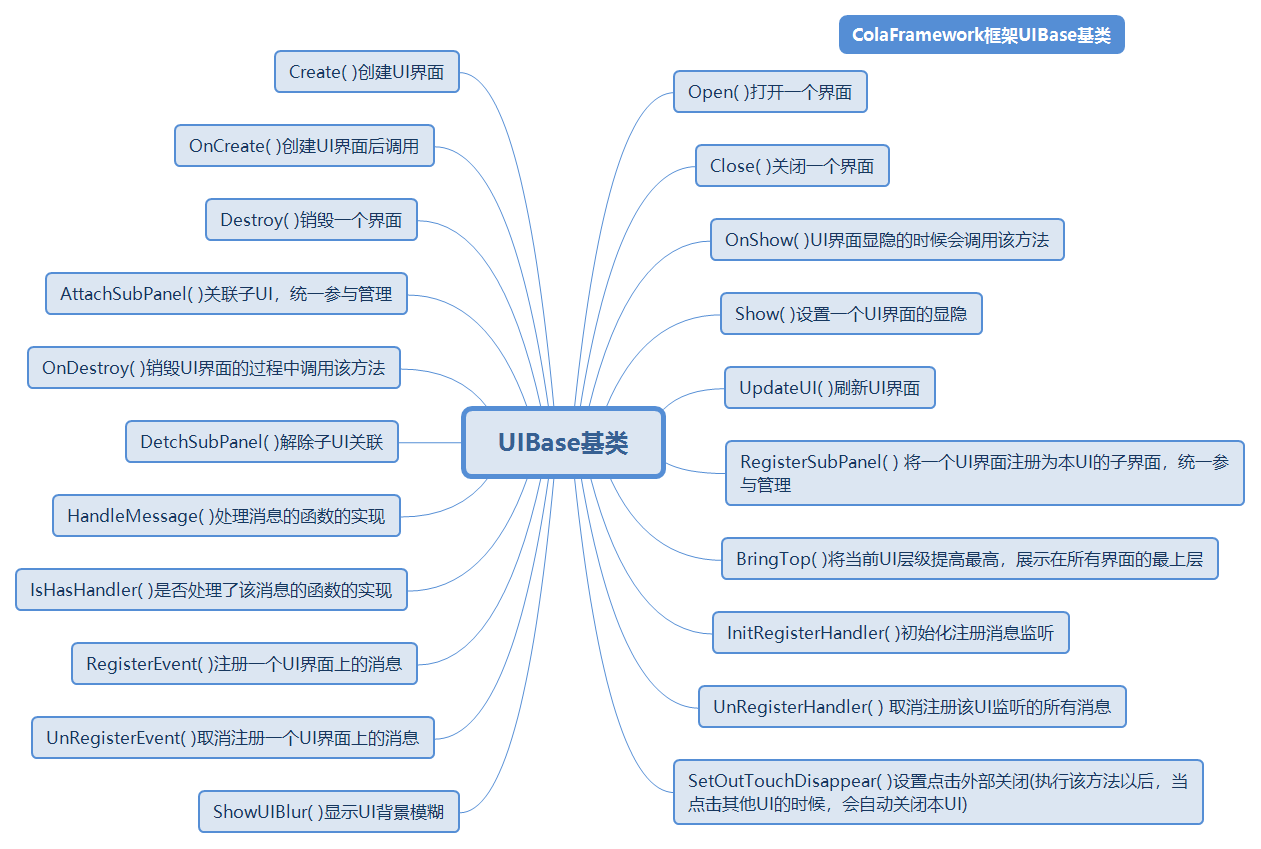 ColaFramework框架UIBase基类
Create( )创建UI界面
OnCreate( )创建UI界面后调用
Destroy( )销毁一个界面
AttachSubPanel( )关联子UI，统一参与管理
OnDestroy( )销毁UI界面的过程中调用该方法
DetchSubPanel( )解除子UI关联
HandleMessage( )处理消息的函数的实现
IsHasHandler( )是否处理了该消息的函数的实现
RegisterEvent( )注册一个UI界面上的消息
UnRegisterEvent( )取消注册一个UI界面上的消息
ShowUIBlur( )显示UI背景模糊
UIBase基类
Open( )打开一个界面
Close( )关闭一个界面
OnShow( )UI界面显隐的时候会调用该方法
Show( )设置一个UI界面的显隐
UpdateUI( )刷新UI界面
RegisterSubPanel( ) 将一个UI界面注册为本UI的子界面，统一参
与管理
BringTop( )将当前UI层级提高最高，展示在所有界面的最上层
InitRegisterHandler( )初始化注册消息监听
UnRegisterHandler( ) 取消注册该UI监听的所有消息
SetOutTouchDisappear( )设置点击外部关闭(执行该方法以后，当
点击其他UI的时候，会自动关闭本UI)